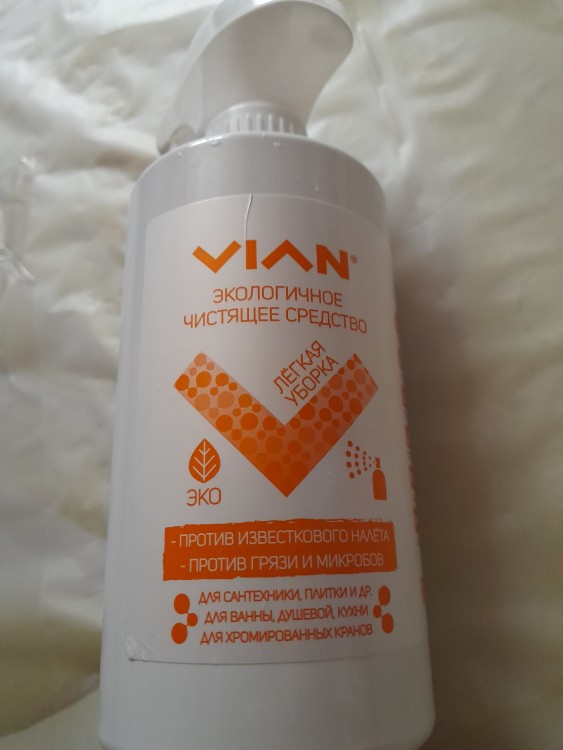 VIAN®
ЭКОЛОГИЧНОЕ
ЧИСТЯЩЕЕ СРЕДСТВО
ЛЁГКАЯ
УБОРКА
ЭКО
- ПРОТИВ ИЗВЕСТКОВОГО НАЛЁТА
- ПРОТИВ ГРЯЗИ И МИКРОБОВ
ДЛЯ САНТЕХНИКИ, ПЛИТКИ И ДР.
ДЛЯ ВАННЫ, ДУШЕВОЙ, КУХНИ
ДЛЯ ХРОМИРОВАННЫХ КРАНОВ